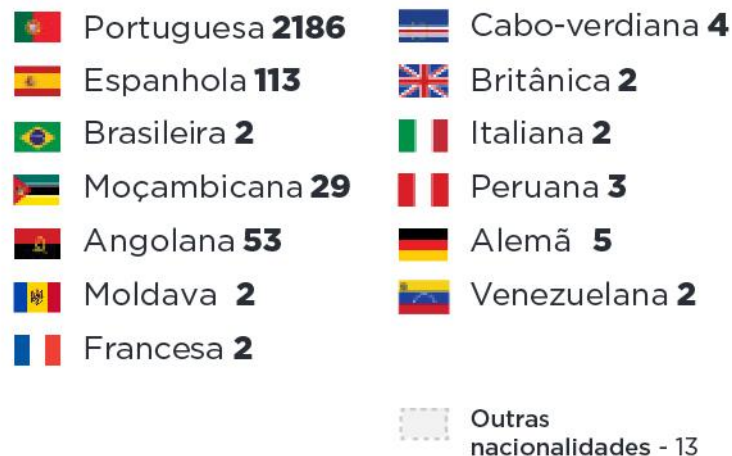 Portuguesa 2186
Espanhola 113
Brasileira 2
Moçambicana 29
Angolana 53
Moldava 2
Francesa 2
Cabo-verdiana 4
Britânica 2
Italiana 2
Peruana 3
Alemã 5
Venezuelana 2
Outras
nacionalidades - 13